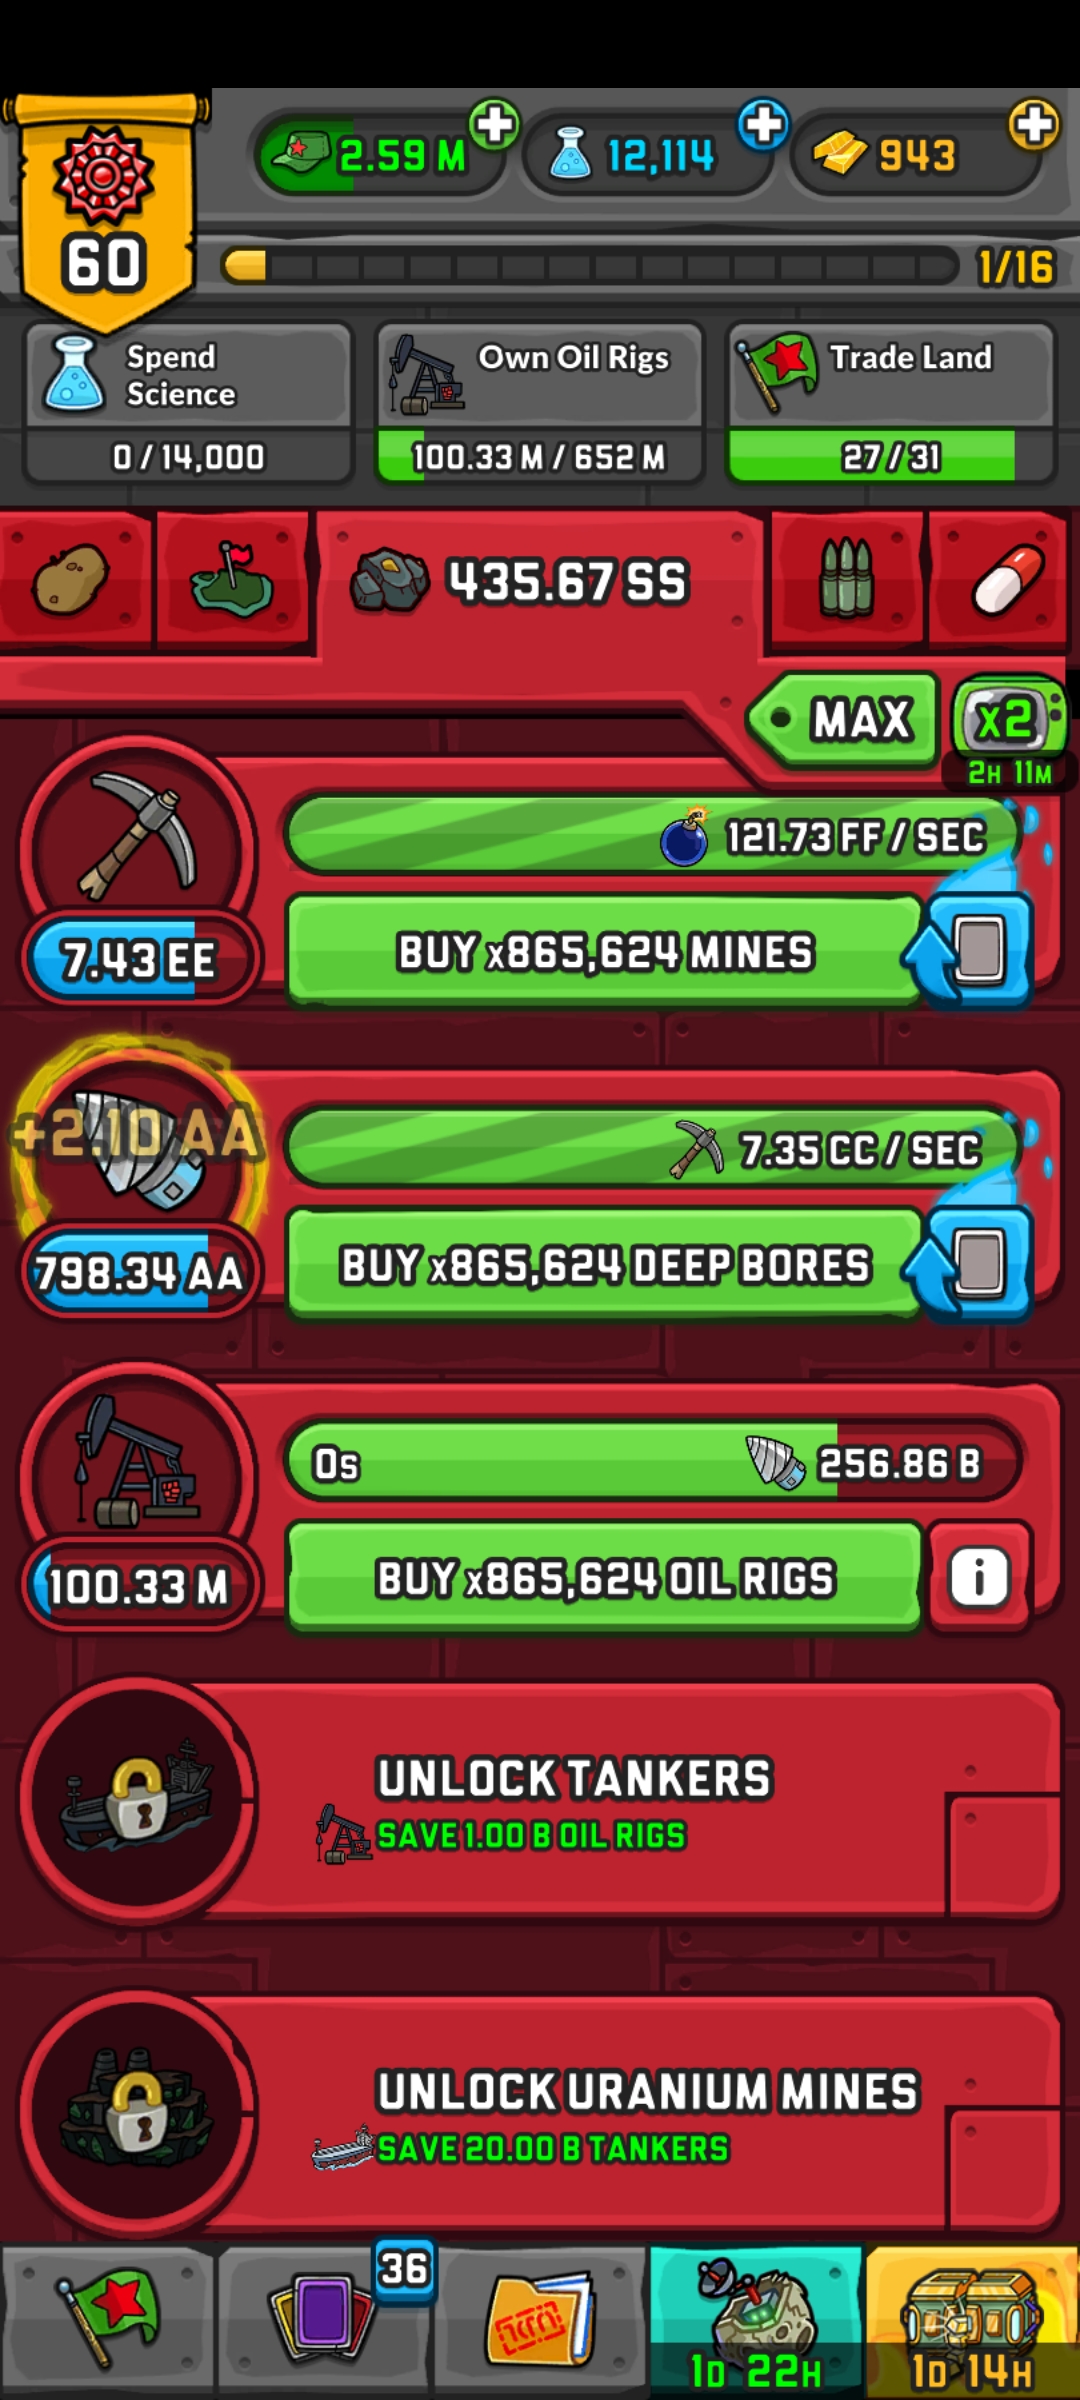 60
2.59 M
12,114
943
1/16
Spend
Science
0 / 14,000
Own Oil Rigs
100.33 M / 652 M
Trade Land
27 / 31
435.67 SS
MAX
x2
2H 11M
121.73 FF / SEC
7.43 EE
BUY x865,624 MINES
+2.10 AA
7.35 CC / SEC
798.34 AA
BUY x865,624 DEEP BORES
0s
256.86 B
100.33 M
BUY x865,624 OIL RIGS
i
UNLOCK TANKERS
SAVE 1.00 B OIL RIGS
UNLOCK URANIUM MINES
SAVE 20.00 B TANKERS
36
1D 22H
1D 14H